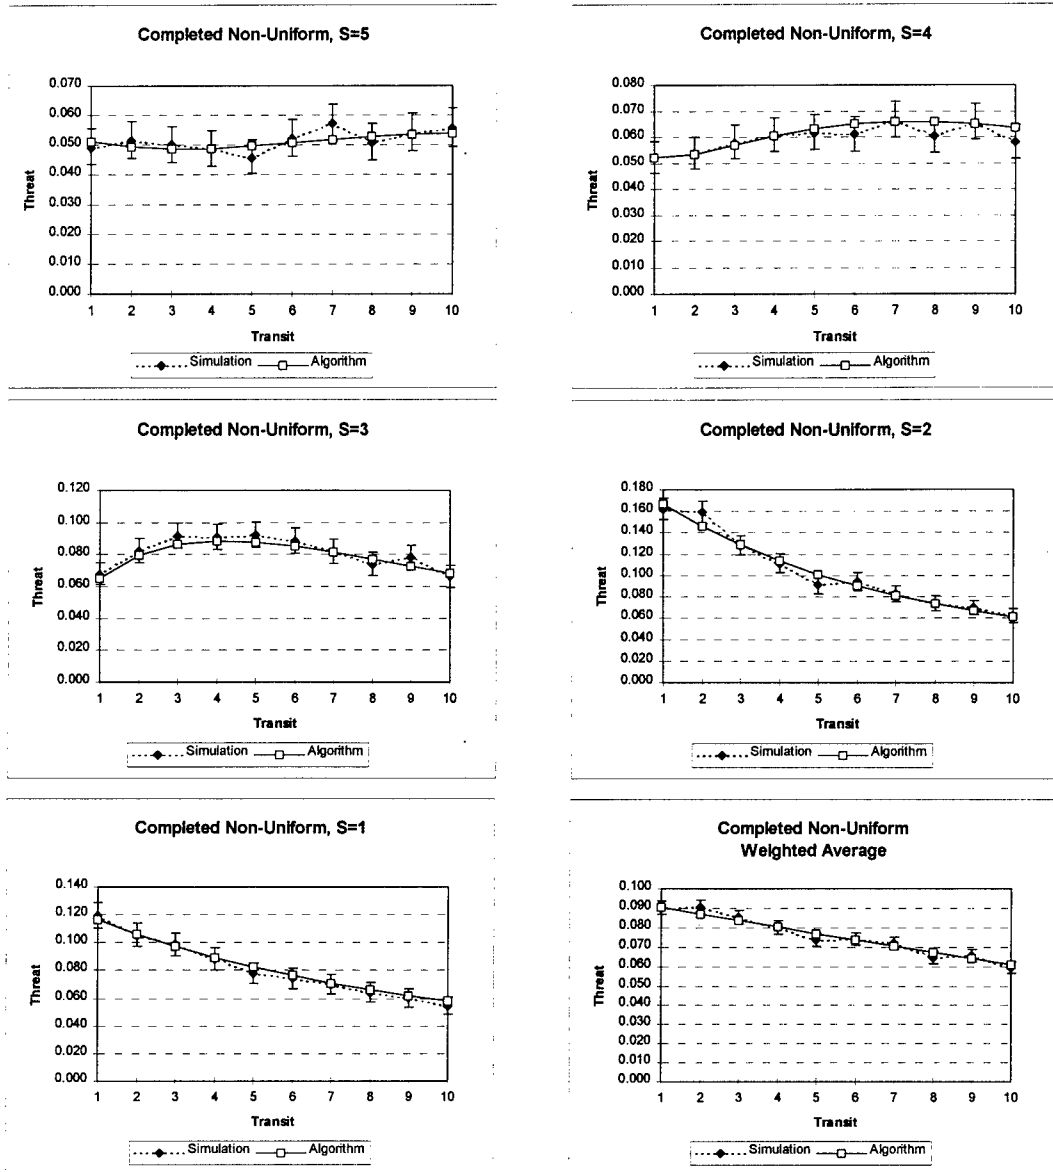 Completed Non-Uniform, S=5
0.070
0.060
0.050
0.040
0.030
0.020
0.010
0.000
Threat
1 2 3 4 5 6 7 8 9 10
Transit
Simulation Algorithm
Completed Non-Uniform, S=4
0.080
0.070
0.060
0.050
0.040
0.030
0.020
0.010
0.000
Threat
1 2 3 4 5 6 7 8 9 10
Transit
Simulation Algorithm
Completed Non-Uniform, S=3
0.120
0.100
0.080
0.060
0.040
0.020
0.000
Threat
1 2 3 4 5 6 7 8 9 10
Transit
Simulation Algorithm
Completed Non-Uniform, S=2
0.180
0.160
0.140
0.120
0.100
0.080
0.060
0.040
0.020
0.000
Threat
1 2 3 4 5 6 7 8 9 10
Transit
Simulation Algorithm
Completed Non-Uniform, S=1
0.140
0.120
0.100
0.080
0.060
0.040
0.020
0.000
Threat
1 2 3 4 5 6 7 8 9 10
Transit
Simulation Algorithm
Completed Non-Uniform
Weighted Average
0.100
0.090
0.080
0.070
0.060
0.050
0.040
0.030
0.020
0.010
0.000
Threat
1 2 3 4 5 6 7 8 9 10
Transit
Simulation Algorithm